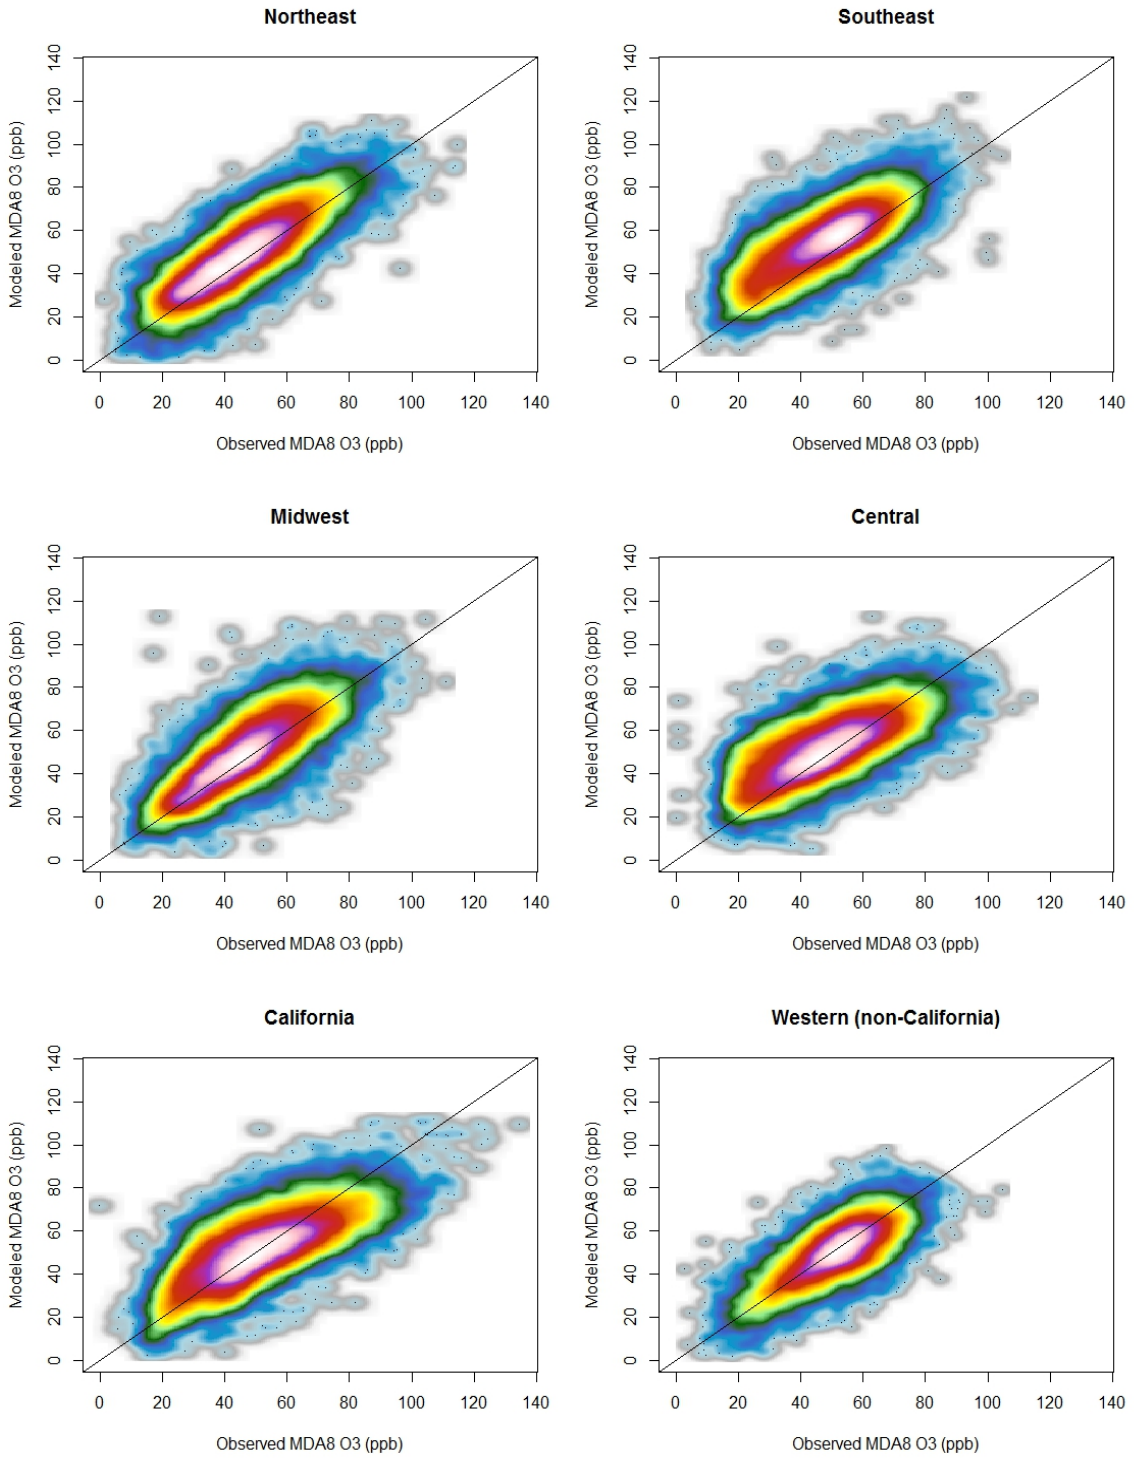 Northeast
Modeled MDA8 O3 (ppb)
140
120
100
80
60
40
20
0
0 20 40 60 80 100 120 140
Observed MDA8 O3 (ppb)
Southeast
Modeled MDA8 O3 (ppb)
140
120
100
80
60
40
20
0
0 20 40 60 80 100 120 140
Observed MDA8 O3 (ppb)
Midwest
Modeled MDA8 O3 (ppb)
140
120
100
80
60
40
20
0
0 20 40 60 80 100 120 140
Observed MDA8 O3 (ppb)
Central
Modeled MDA8 O3 (ppb)
140
120
100
80
60
40
20
0
0 20 40 60 80 100 120 140
Observed MDA8 O3 (ppb)
California
Modeled MDA8 O3 (ppb)
140
120
100
80
60
40
20
0
0 20 40 60 80 100 120 140
Observed MDA8 O3 (ppb)
Western (non-California)
Modeled MDA8 O3 (ppb)
140
120
100
80
60
40
20
0
0 20 40 60 80 100 120 140
Observed MDA8 O3 (ppb)